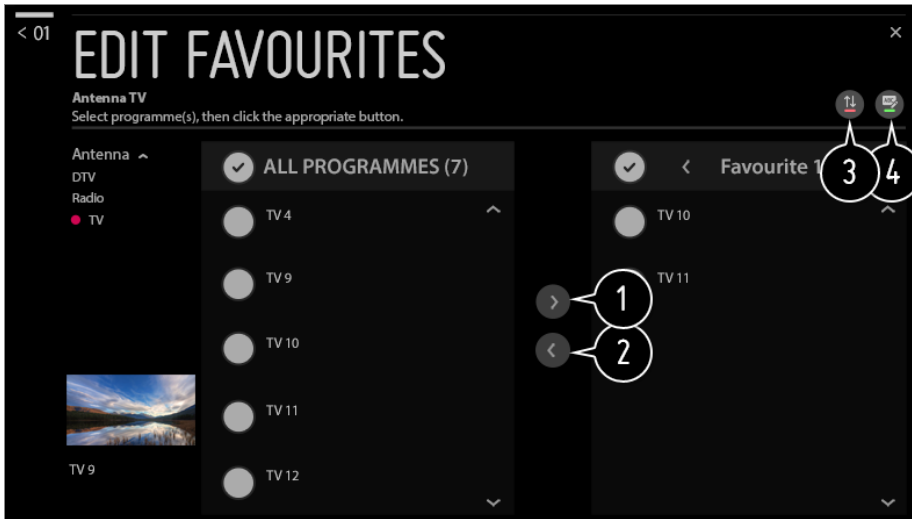 < 01
EDIT FAVOURITES
Antenna TV
Select programme(s), then click the appropriate button.
ABC
3
4
Antenna
DTV
Radio
TV
TV 9
ALL PROGRAMMES (7)
TV 4
TV 9
TV 10
TV 11
TV 12
1
2
Favourite 1
TV 10
TV 11